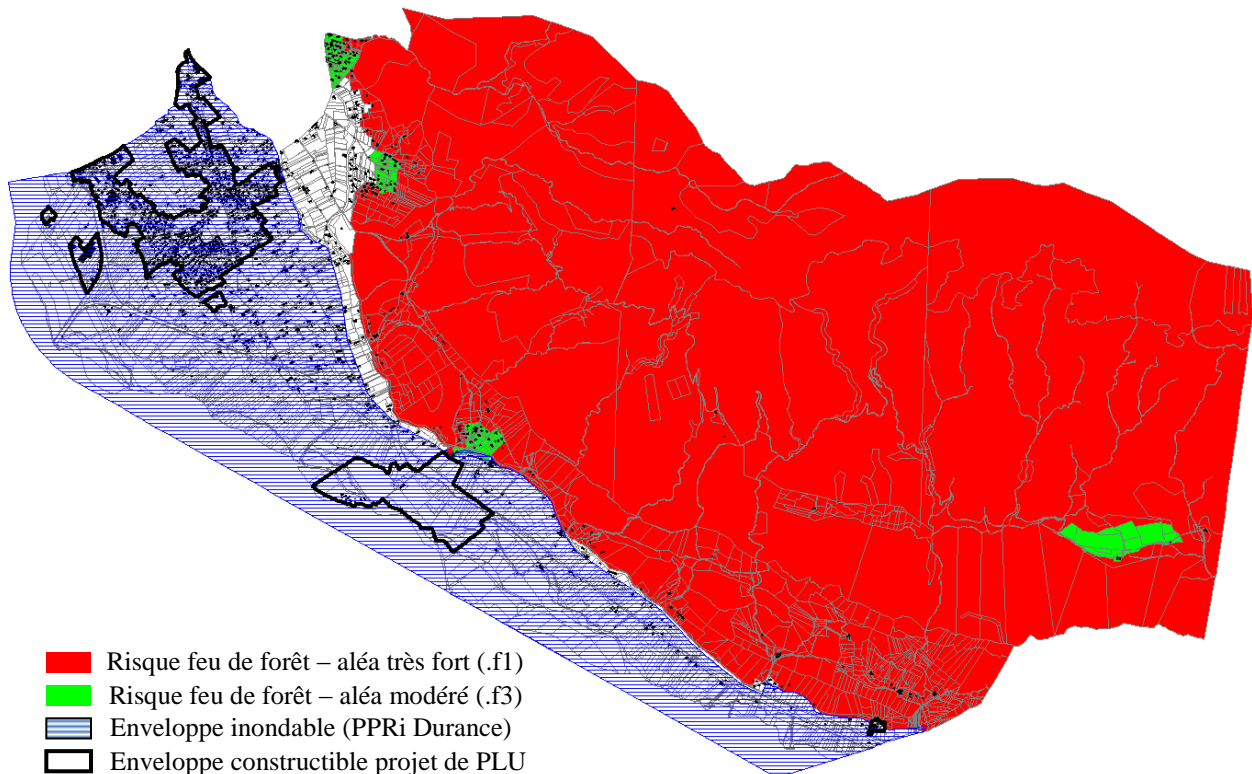 Risque feu de forêt – aléa très fort (.f1)
Risque feu de forêt – aléa modéré (.f3)
Enveloppe inondable (PPRi Durance)
Enveloppe constructible projet de PLU